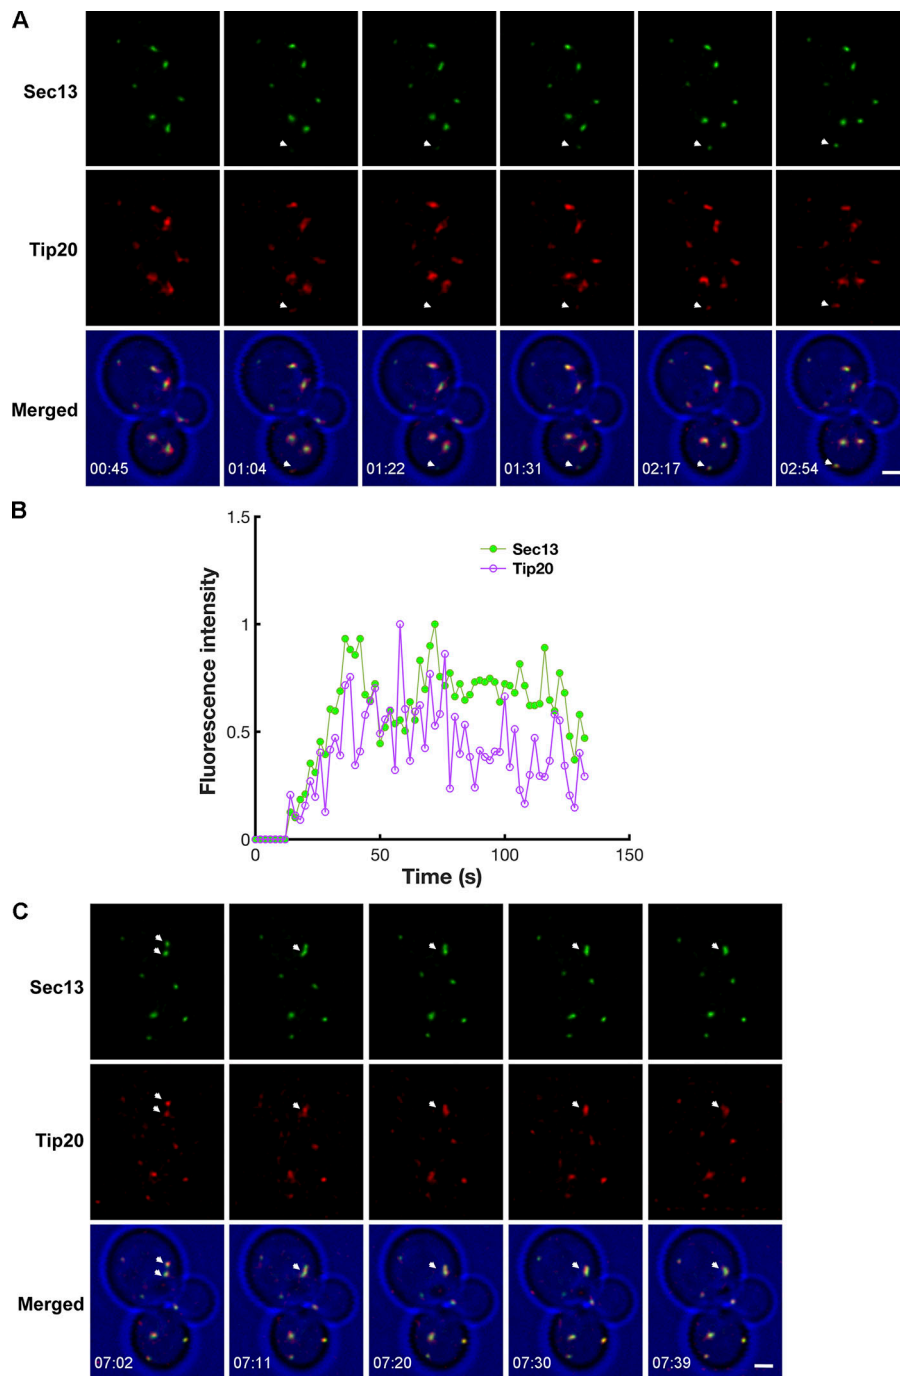 A
Sec13
Tip20
Merged
00:45
01:04
01:22
01:31
02:17
02:54
B
1.5
1
0.5
0
Fluorescence intensity
Sec13
Tip20
0
50
100
150
Time (s)
C
Sec13
Tip20
Merged
07:02
07:11
07:20
07:30
07:39